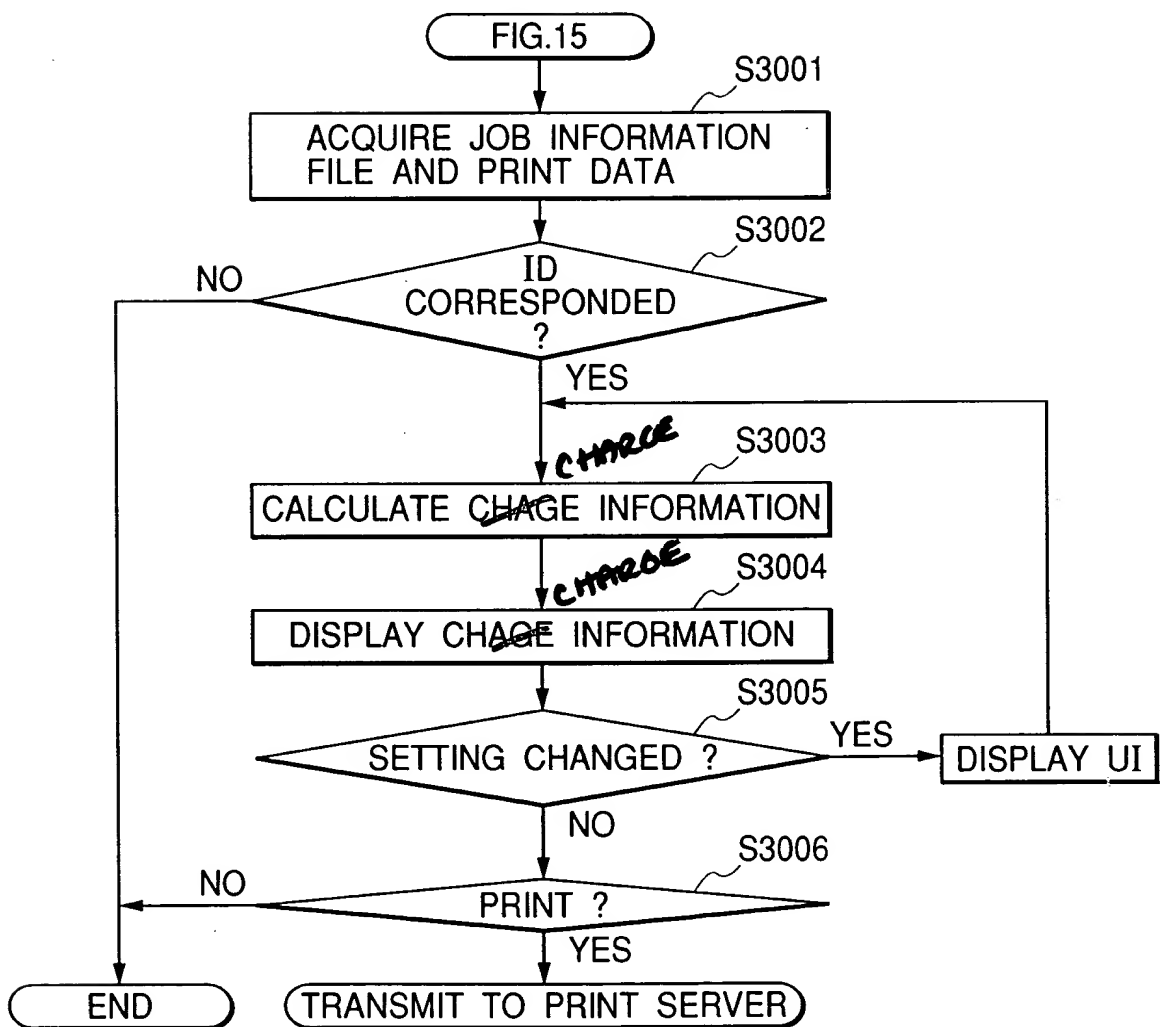 FIG.15
S3001
ACQUIRE JOB INFORMATION
FILE AND PRINT DATA
S3002
NO
ID
CORRESPONDED
?
YES
CHARGE
S3003
CALCULATE CHAGE INFORMATION
CHARGE
S3004
DISPLAY CHAGE INFORMATION
S3005
SETTING CHANGED ?
YES
DISPLAY UI
NO
S3006
NO
PRINT ?
YES
END
TRANSMIT TO PRINT SERVER